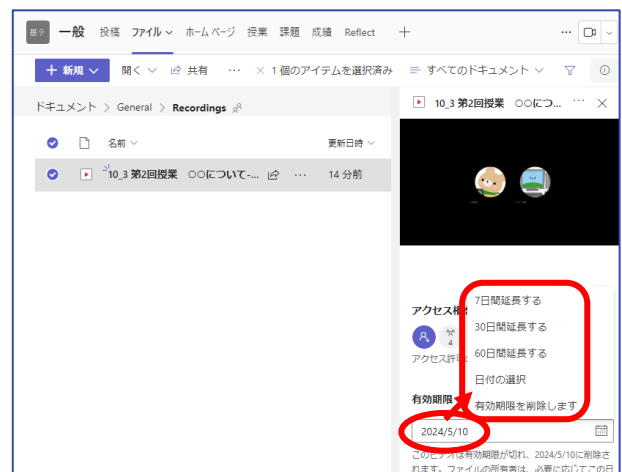 基テ 一般 投稿 ファイル ホームページ 授業 課題 成績 Reflect
新規 開く 共有 … 1 個のアイテムを選択済み すべてのドキュメント
ドキュメント > General > Recordings
10_3 第2回授業 〇〇につ… …
名前 更新日時
10_3 第2回授業 〇〇について-... … 14 分前
7日間延長する
アクセス権
30日間延長する
4
60日間延長する
アクセス許
日付の選択
有効期限
有効期限を削除します
2024/5/10
このビデオは有効期限が切れ、2024/5/10に削除さ
れます。ファイルの所有者は、必要に応じてこの日